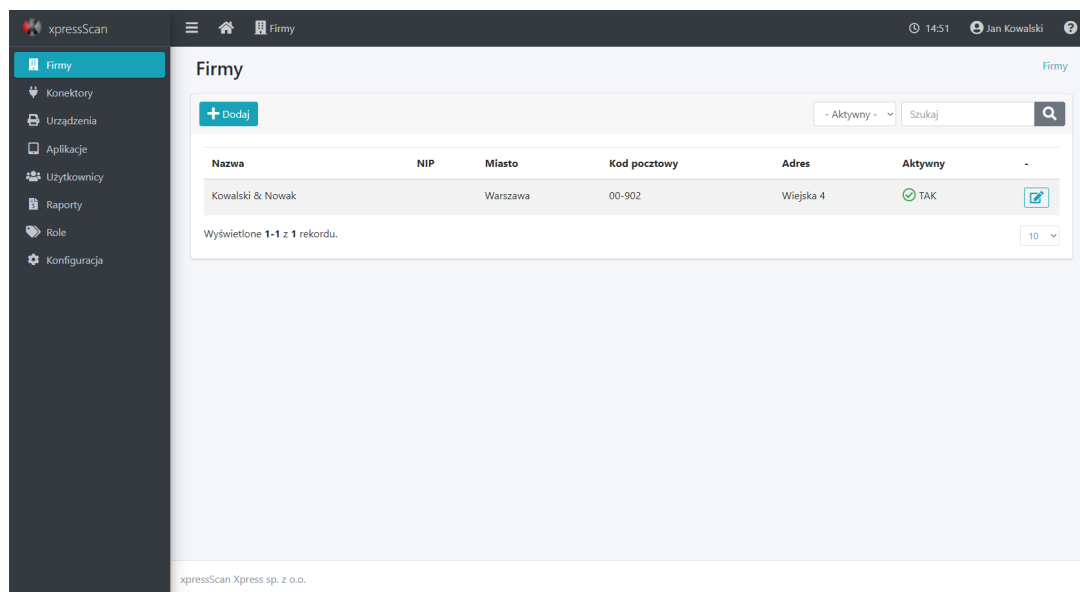 xpressScan
Firmy
14:51 Jan Kowalski
Firmy
Konektory
Urządzenia
Aplikacje
Użytkownicy
Raporty
Role
Konfiguracja
Firmy
Firmy
Dodaj
- Aktywny -
Szukaj
Nazwa NIP Miasto Kod pocztowy Adres Aktywny -
Kowalski & Nowak Warszawa 00-902 Wiejska 4 TAK
Wyświetlone 1-1 z 1 rekordu.
10
xpressScan Xpress sp. z o.o.